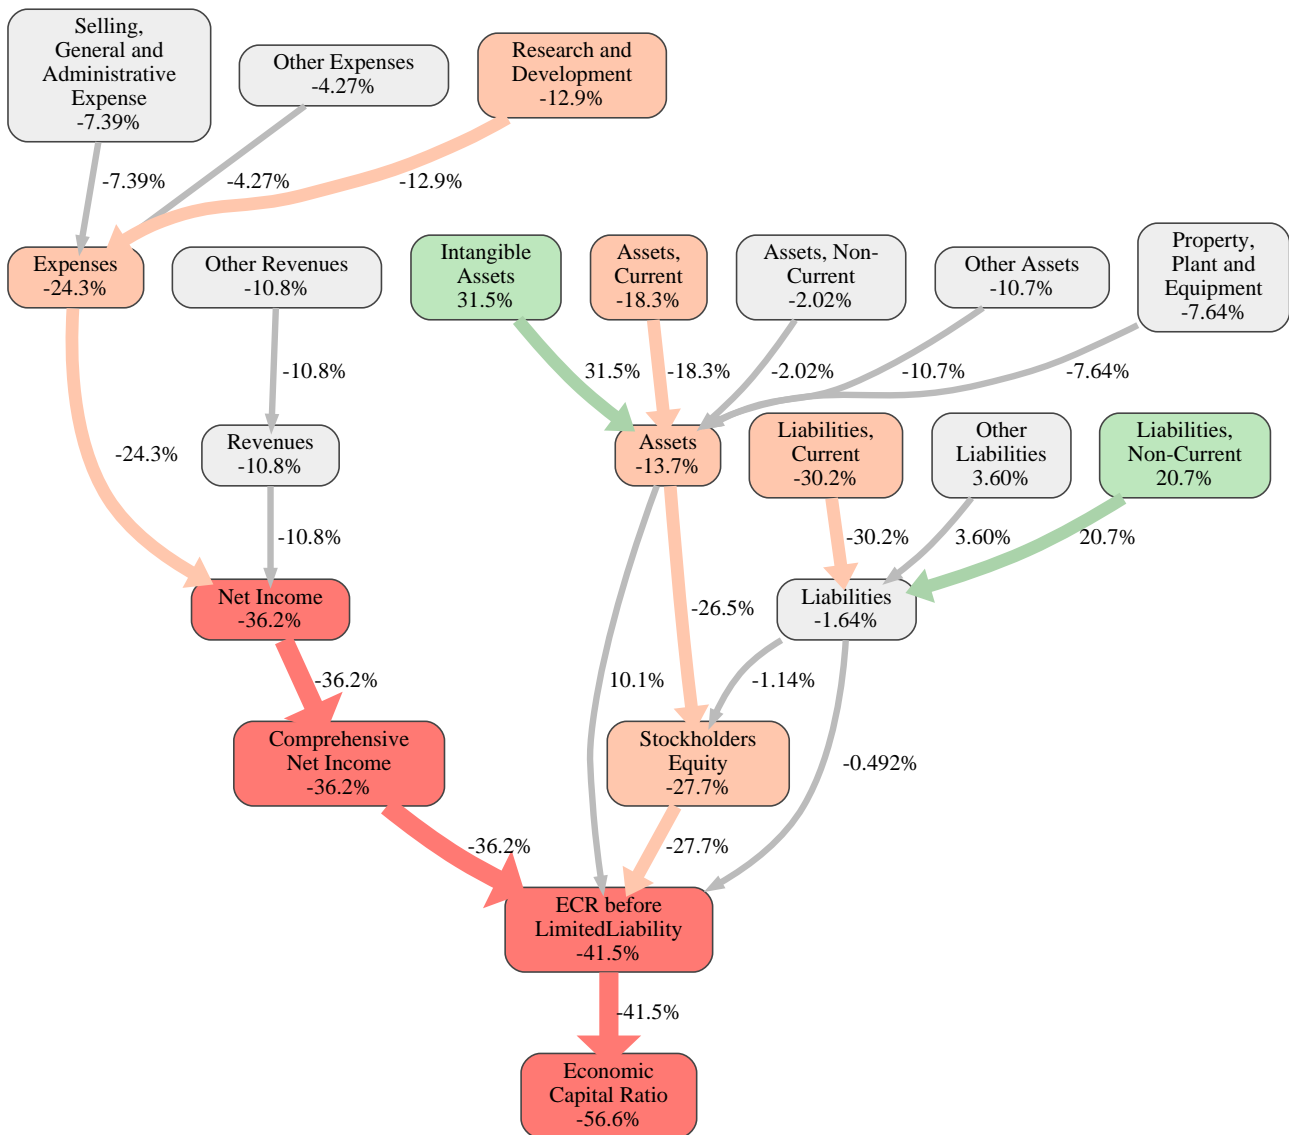 Selling,
General and
Administrative
Expense
-7.39%
Other Expenses
-4.27%
Research and
Development
-12.9%
-7.39%
-4.27%
-12.9%
Expenses
-24.3%
Other Revenues
-10.8%
Intangible
Assets
31.5%
Assets,
Current
-18.3%
Assets, Non-
Current
-2.02%
Other Assets
-10.7%
Property,
Plant and
Equipment
-7.64%
-10.8%
31.5%
-18.3%
-2.02%
-10.7%
-7.64%
-24.3%
Revenues
-10.8%
Assets
-13.7%
Liabilities,
Current
-30.2%
Other
Liabilities
3.60%
Liabilities,
Non-Current
20.7%
-10.8%
-30.2%
3.60%
20.7%
Net Income
-36.2%
-26.5%
Liabilities
-1.64%
-36.2%
10.1%
-1.14%
Comprehensive
Net Income
-36.2%
Stockholders
Equity
-27.7%
-0.492%
-36.2%
-27.7%
ECR before
LimitedLiability
-41.5%
-41.5%
Economic
Capital Ratio
-56.6%